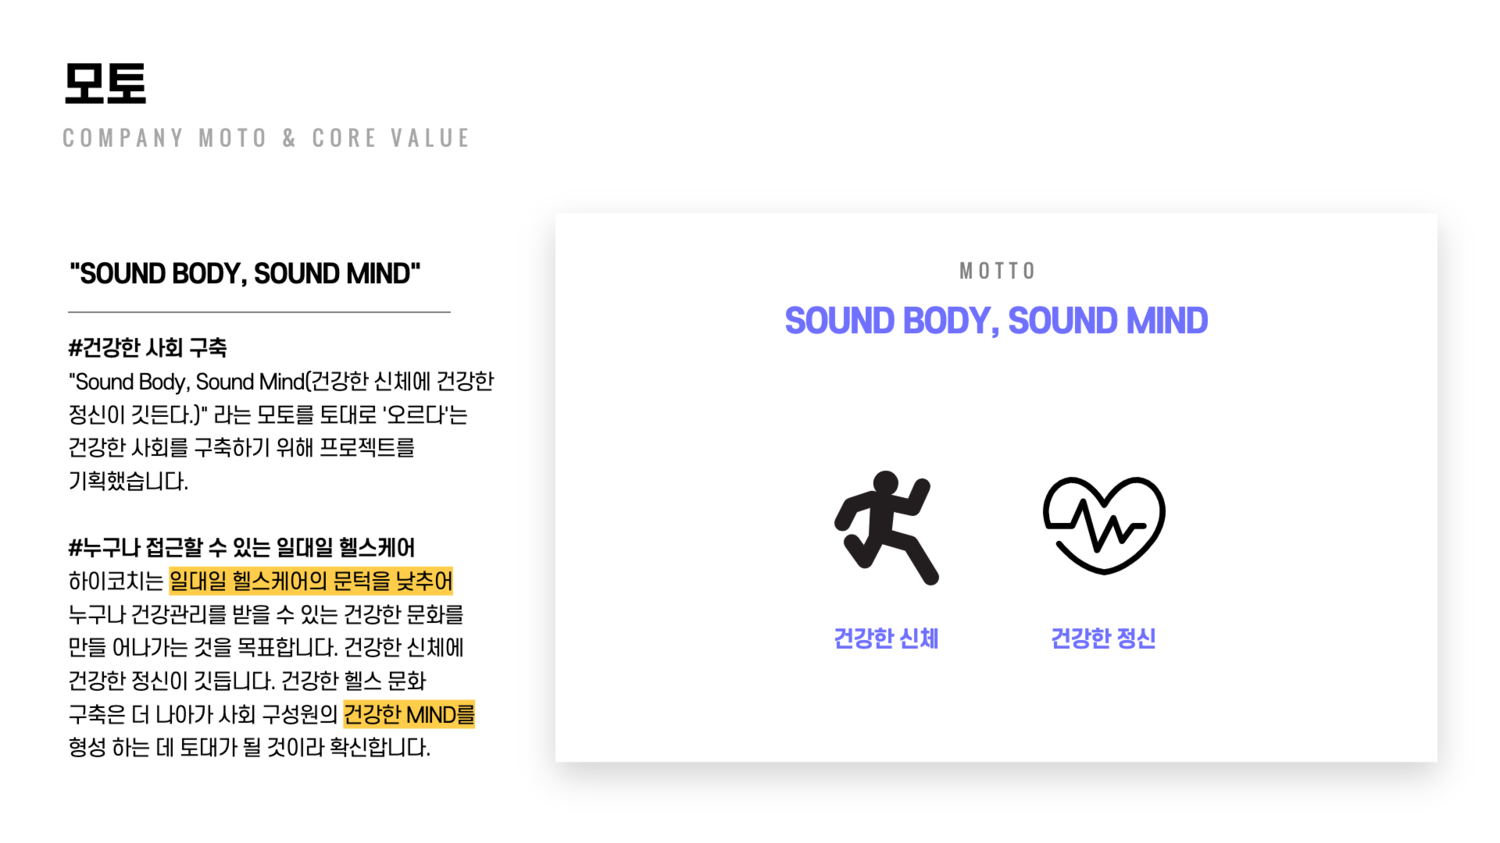 모토
COMPANY MOTO & CORE VALUE
"SOUND BODY, SOUND MIND"
#건강한 사회 구축
"Sound Body, Sound Mind(건강한 신체에 건강한
정신이 깃든다.)" 라는 모토를 토대로 '오르다'는
건강한 사회를 구축하기 위해 프로젝트를
기획했습니다.
#누구나 접근할 수 있는 일대일 헬스케어
하이코치는 일대일 헬스케어의 문턱을 낮추어
누구나 건강관리를 받을 수 있는 건강한 문화를
만들 어나가는 것을 목표합니다. 건강한 신체에
건강한 정신이 깃듭니다. 건강한 헬스 문화
구축은 더 나아가 사회 구성원의 건강한 MIND를
형성 하는 데 토대가 될 것이라 확신합니다.
MOTTO
SOUND BODY, SOUND MIND
건강한 신체
건강한 정신